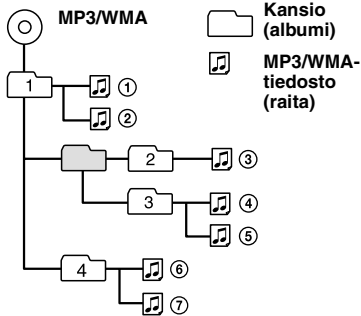 MP3/WMA
Kansio
(albumi)
MP3/WMA-
tiedosto
(raita)
1
①
②
2
③
3
④
⑤
4
⑥
⑦